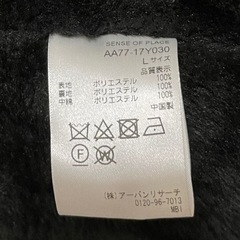 SENSE OF PLACE
AA77-17Y030
L サイズ
品質表示
表地 ポリエステル 100%
裏地 ポリエステル 100%
中綿 ポリエステル 100%
中国製
(株) アーバンリサーチ
0120-96-7013
NB1